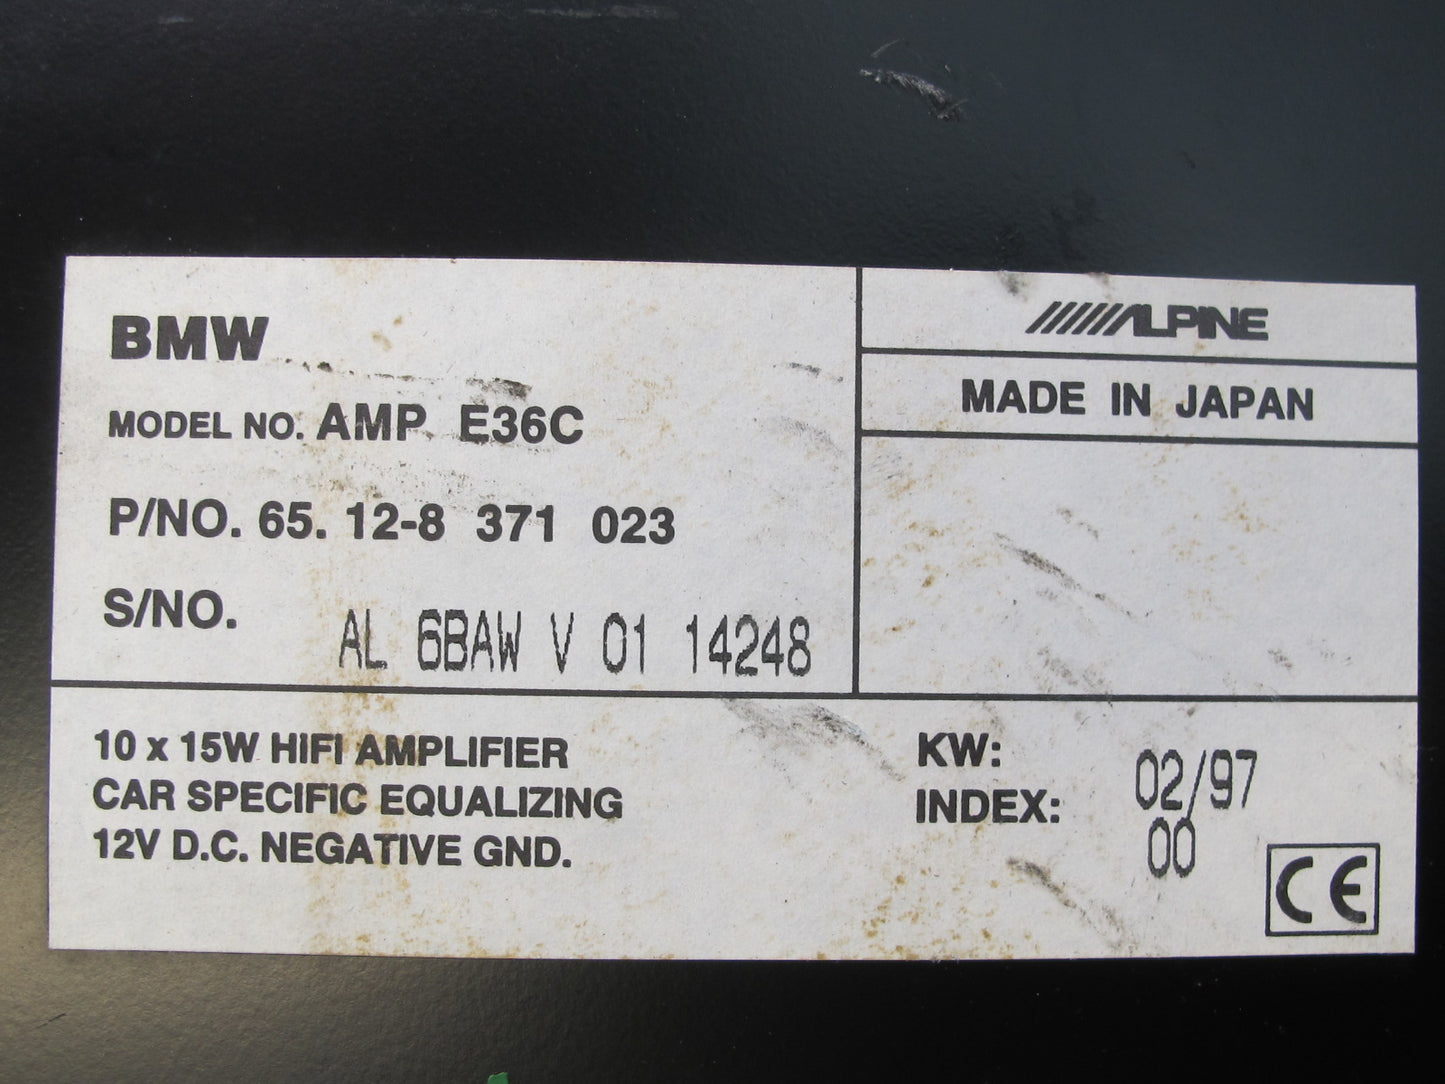 BMW
MODEL NO. AMP E36C
P/NO. 65. 12-8 371 023
S/NO. AL 6BAW V 01 14248
ALPINE
MADE IN JAPAN
10 x 15W HIFI AMPLIFIER
CAR SPECIFIC EQUALIZING
12V D.C. NEGATIVE GND.
KW: 02/97
INDEX: 00
CE